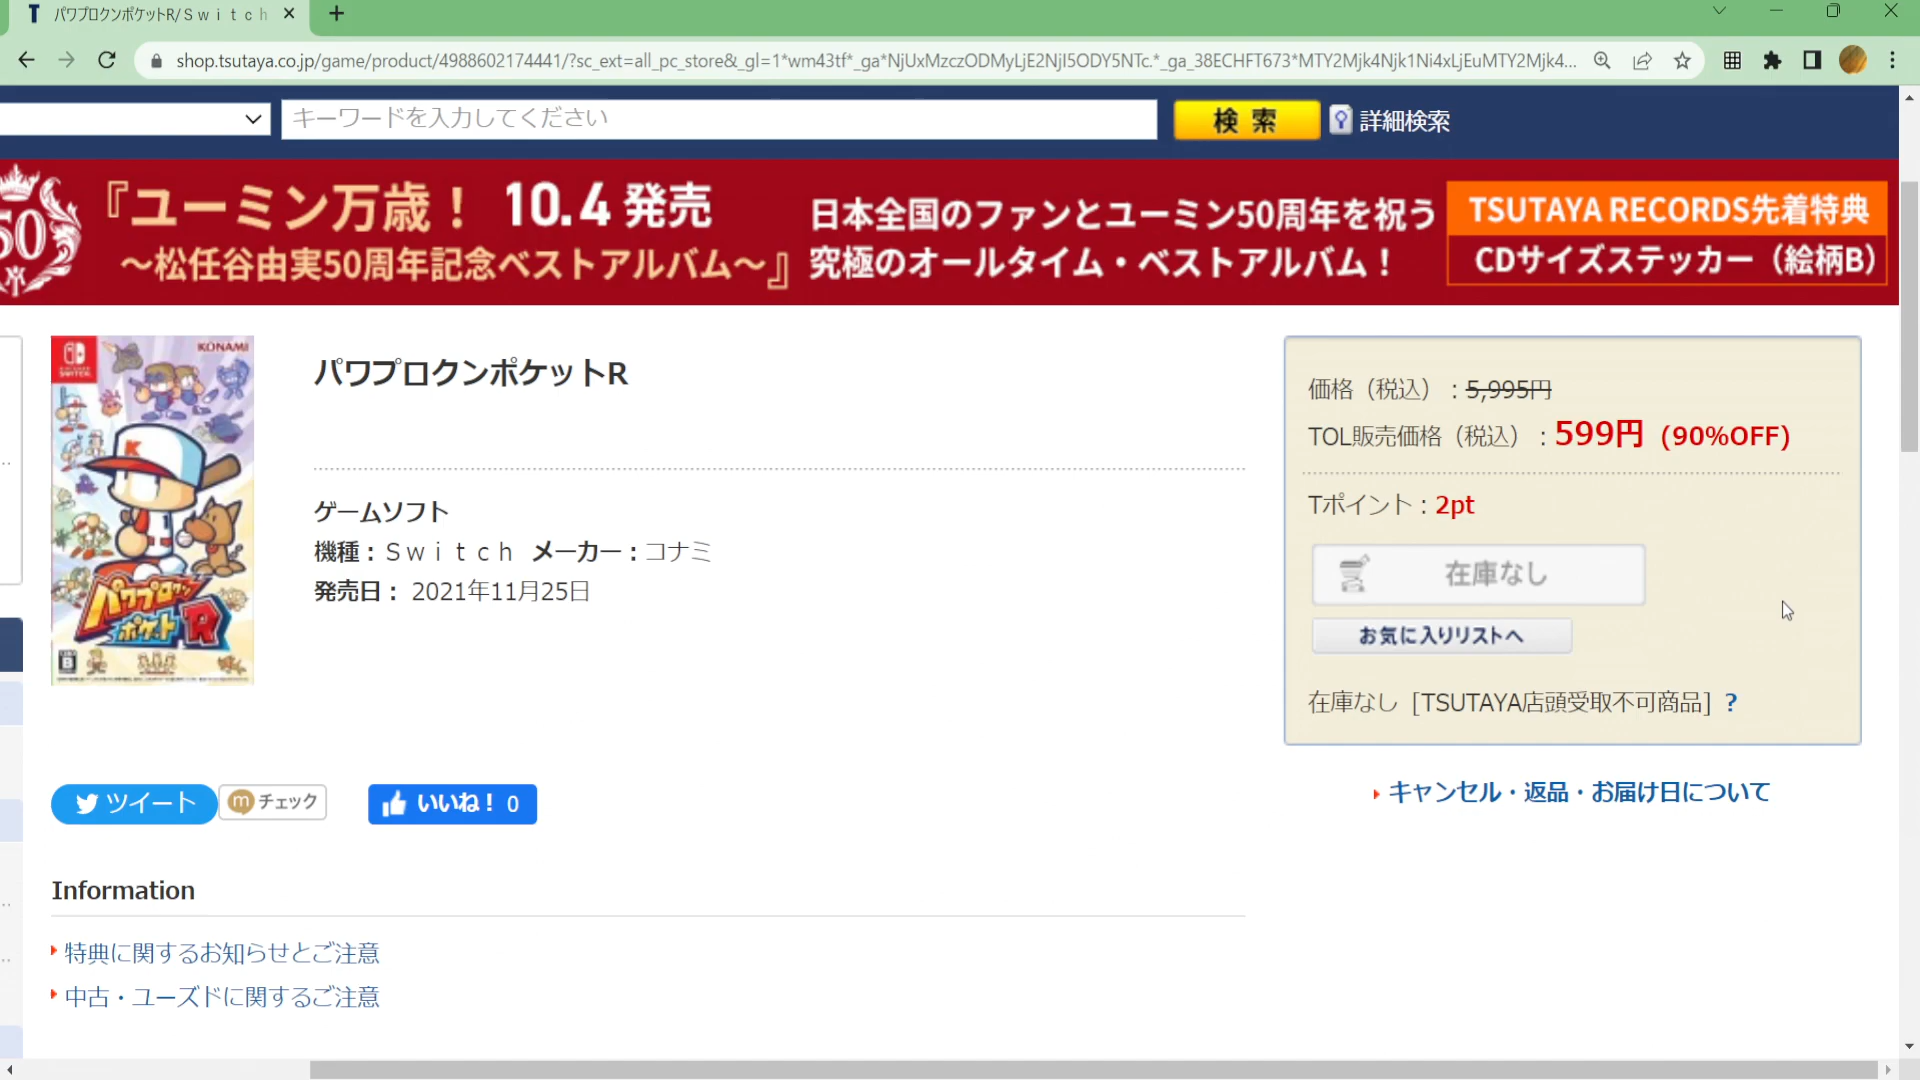 パワプロクンポケットR/Ｓｗｉｔｃｈ
shop.tsutaya.co.jp/game/product/4988602174441/?sc_ext=all_pc_store&_gl=1*wm43tf*_ga*NjUxMzczODMyLjE2NjI5ODY5NTc.*_ga_38ECHFT673*MTY2Mjk4Njk1Ni4xLjEuMTY2Mjk4...
キーワードを入力してください
検索
詳細検索
50
『ユーミン万歳！ 10.4 発売
～松任谷由実50周年記念ベストアルバム～』
日本全国のファンとユーミン50周年を祝う
究極のオールタイム・ベストアルバム！
TSUTAYA RECORDS先着特典
CDサイズステッカー（絵柄B）
KONAMI
パワプロクン
ポケット R
パワプロクンポケットR
ゲームソフト
機種：Ｓｗｉｔｃｈ メーカー：コナミ
発売日： 2021年11月25日
価格（税込）：5,995円
TOL販売価格（税込）：599円（90%OFF）
Tポイント：2pt
在庫なし
お気に入りリストへ
在庫なし [TSUTAYA店頭受取不可商品] ?
キャンセル・返品・お届け日について
ツイート
チェック
いいね！ 0
Information
特典に関するお知らせとご注意
中古・ユーズドに関するご注意